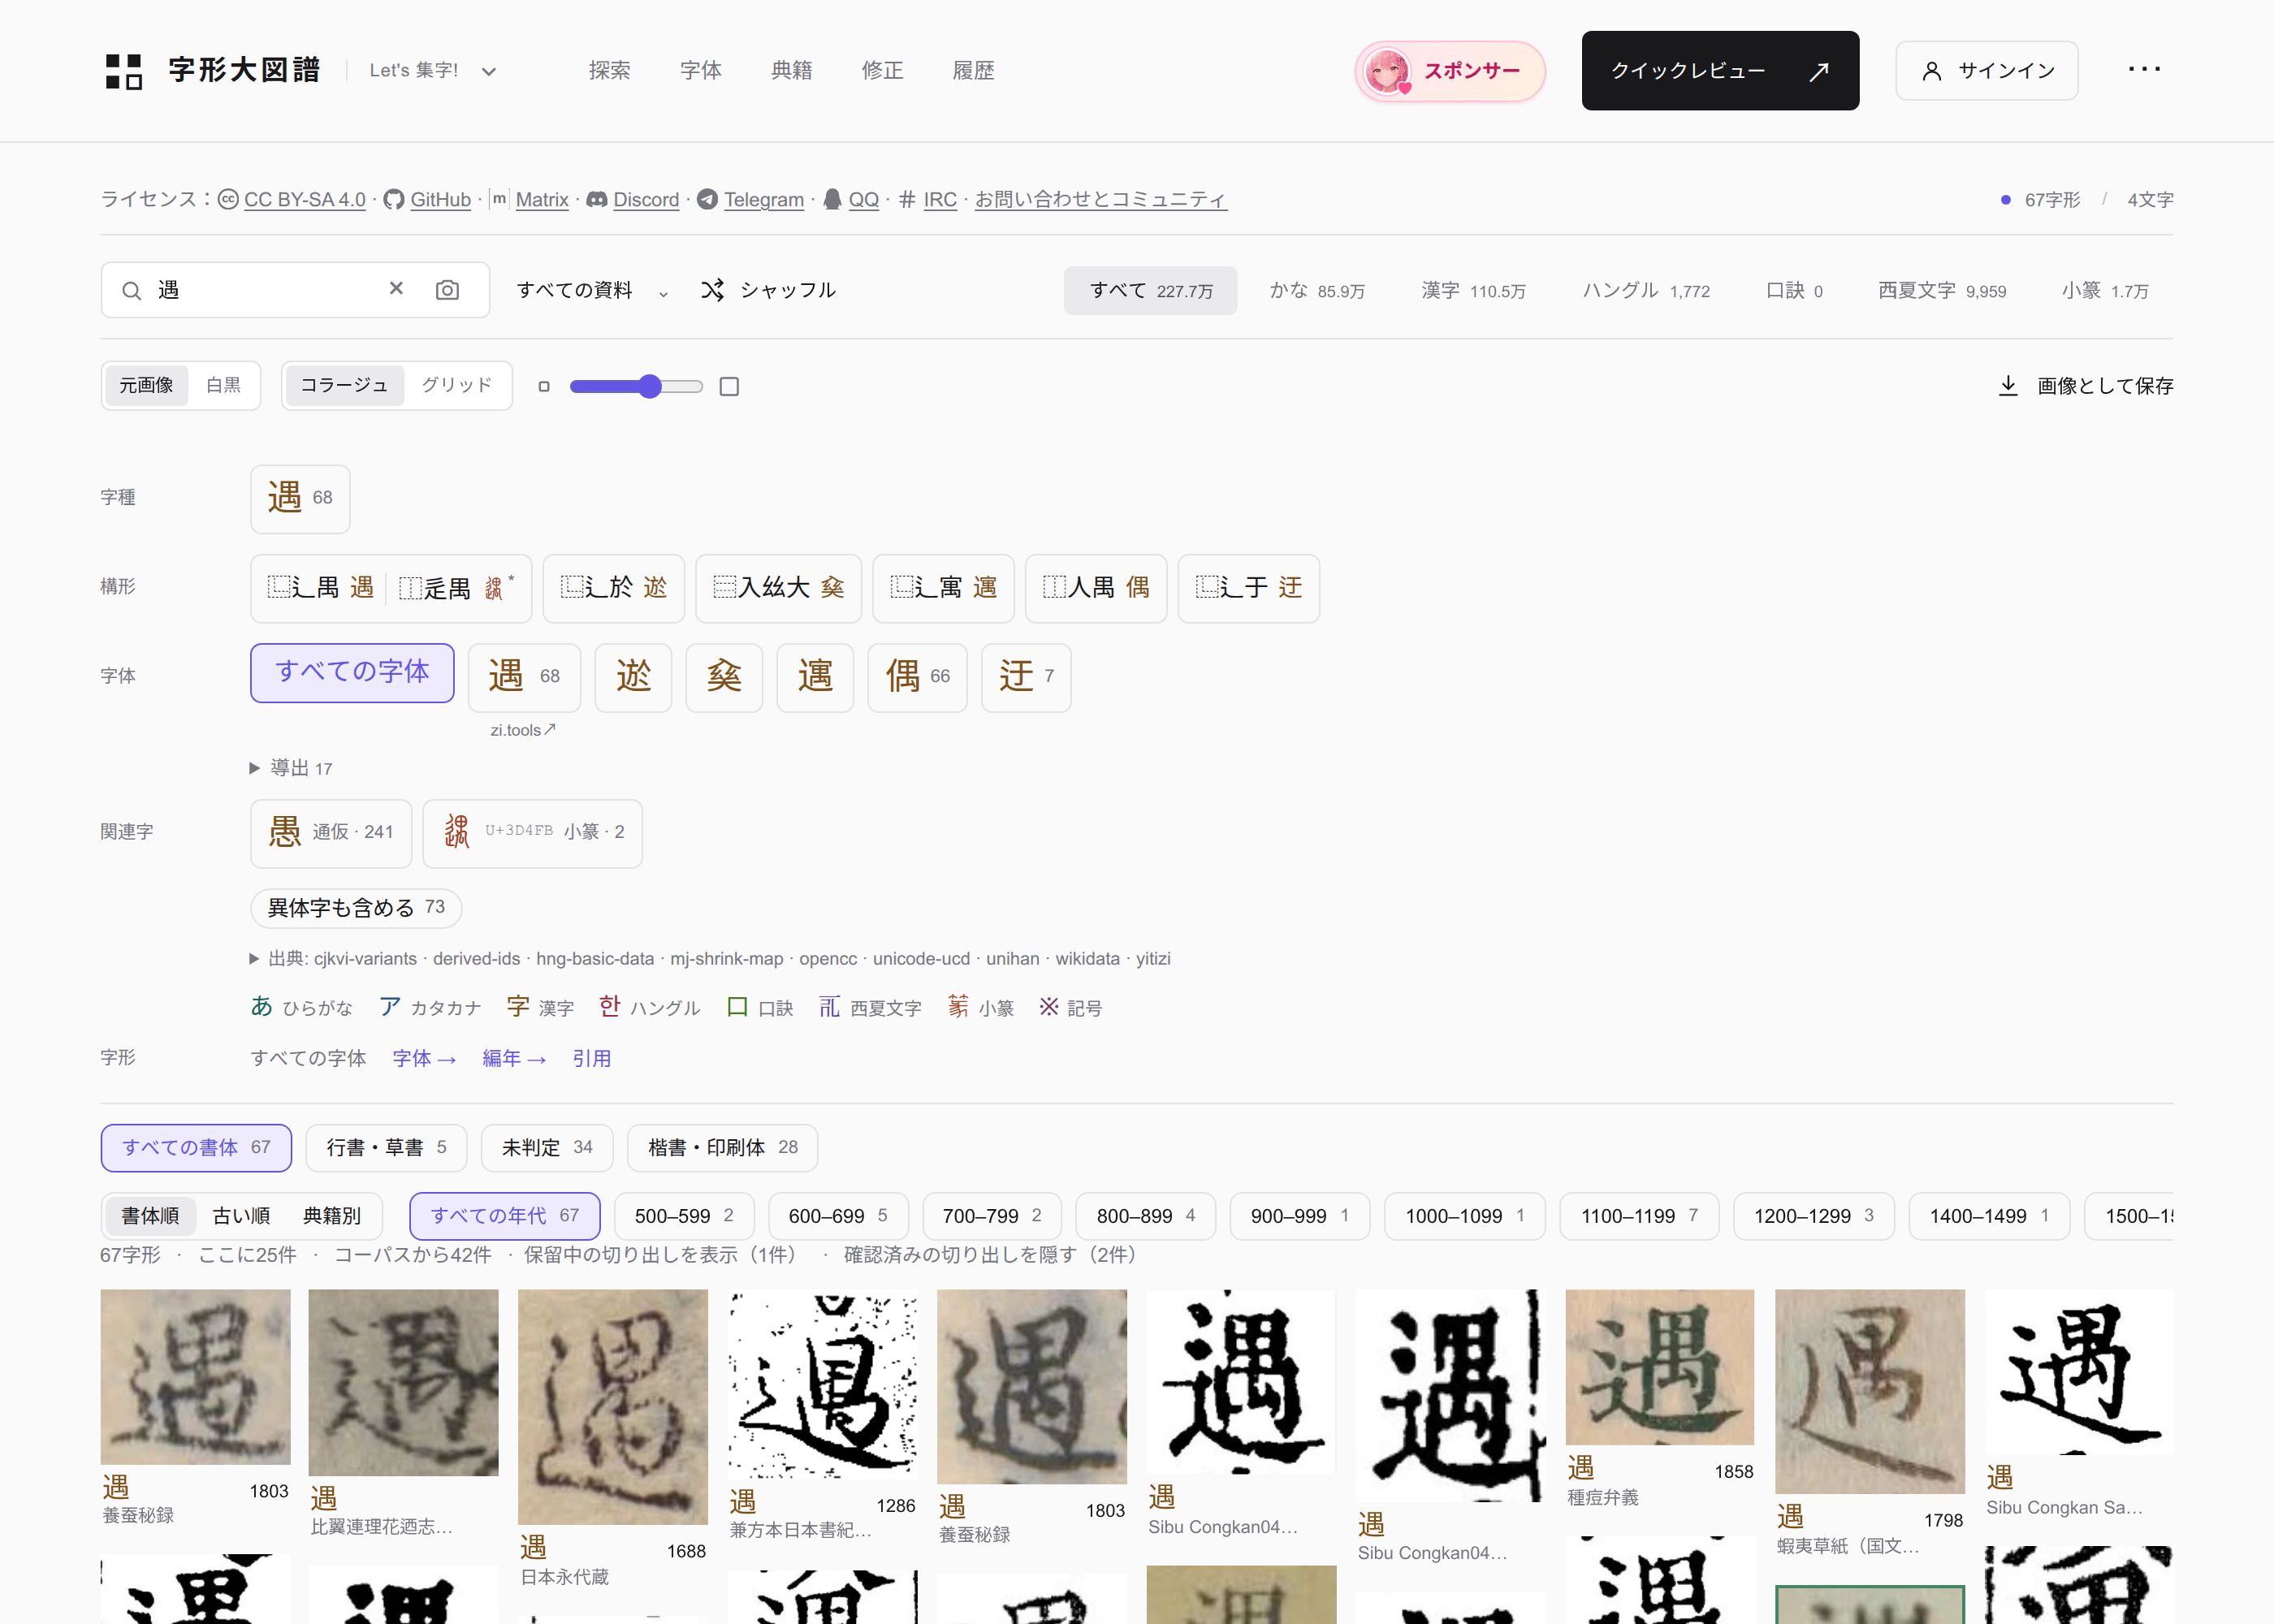 字形大図譜 Let's 集字! 探索 字体 典籍 修正 履歴 スポンサー クイックレビュー ↗ サインイン ···
ライセンス：CC BY-SA 4.0 · GitHub · Matrix · Discord · Telegram · QQ · IRC · お問い合わせとコミュニティ 67字形 / 4文字
遇 × すべての資料 シャッフル すべて 227.7万 かな 85.9万 漢字 110.5万 ハングル 1,772 口訣 0 西夏文字 9,959 小篆 1.7万
元画像 白黒 コラージュ グリッド 画像として保存
字種 遇 68
構形 ⿺辶禺 遇 ⿰辵禺 * ⿺辶於 ⿱入幺大 ⿺辶寓 ⿰人禺 偶 ⿺辶于 迂
字体 すべての字体 遇 68 偶 66 迂 7
zi.tools↗
▶ 導出 17
関連字 愚 通仮 · 241 U+3D4FB 小篆 · 2
異体字も含める 73
▶ 出典: cjkvi-variants · derived-ids · hng-basic-data · mj-shrink-map · opencc · unicode-ucd · unihan · wikidata · yitizi
あ ひらがな ア カタカナ 字 漢字 한 ハングル 口 口訣 西夏文字 篆 小篆 ※ 記号
字形 すべての字体 字体→ 編年→ 引用
すべての書体 67 行書・草書 5 未判定 34 楷書・印刷体 28
書体順 古い順 典籍別 すべての年代 67 500–599 2 600–699 5 700–799 2 800–899 4 900–999 1 1000–1099 1 1100–1199 7 1200–1299 3 1400–1499 1
67字形 · ここに25件 · コーパスから42件 · 保留中の切り出しを表示（1件） · 確認済みの切り出しを隠す（2件）
遇 遇 遇 遇 遇 遇 遇 遇 遇 遇
遇 1803
養蚕秘録
遇
比翼連理花廼志…
遇 1688
日本永代蔵
遇 1286
兼方本日本書紀…
遇 1803
養蚕秘録
遇
Sibu Congkan04…
遇
Sibu Congkan04…
遇 1858
種痘弁義
遇 1798
蝦夷草紙（国文…
遇
Sibu Congkan Sa…